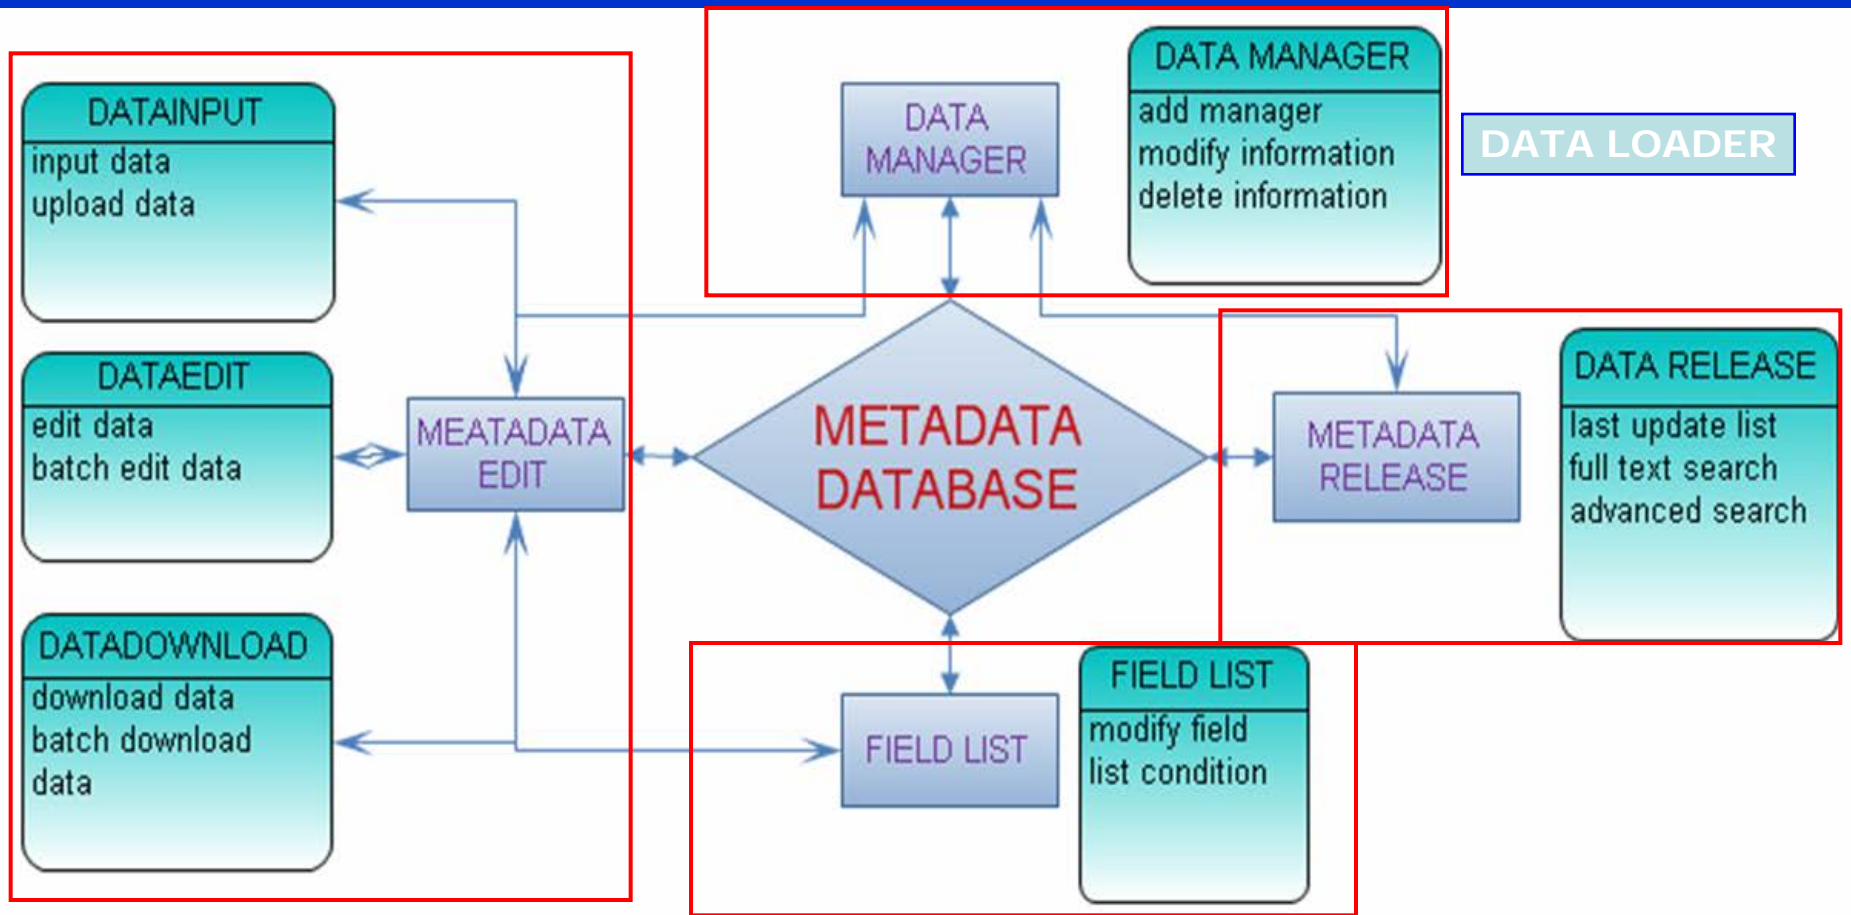 DATAINPUT
input data
upload data
DATAEDIT
edit data
batch edit data
DATADOWNLOAD
download data
batch download
data
MEATADATA
EDIT
DATA
MANAGER
DATA MANAGER
add manager
modify information
delete information
DATA LOADER
METADATA
DATABASE
METADATA
RELEASE
DATA RELEASE
last update list
full text search
advanced search
FIELD LIST
FIELD LIST
modify field
list condition